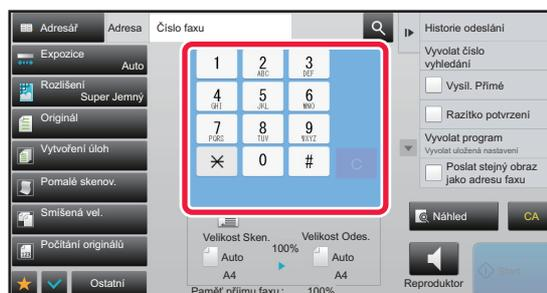 Adresář
Adresa
Číslo faxu
Expozice
Auto
Rozlišení
Super Jemný
Originál
Vytvoření úloh
Pomalé skenov.
Smíšená vel.
Počítání originálů
Ostatní
1
2
ABC
3
DEF
4
GHI
5
JKL
6
MNO
7
PQRS
8
TUV
9
WXYZ
0
#
C
Velikost Sken.
100%
Velikost Odes.
Auto
Auto
A4
A4
Paměť příjmu faxu :
100%
Historie odeslání
Vyvolat číslo
vyhledání
Vysíl. Přímé
Razítko potvrzení
Vyvolat program
Vyvolat uložená nastavení
Poslat stejný obraz
jako adresu faxu
Náhled
CA
Reproduktor
Start